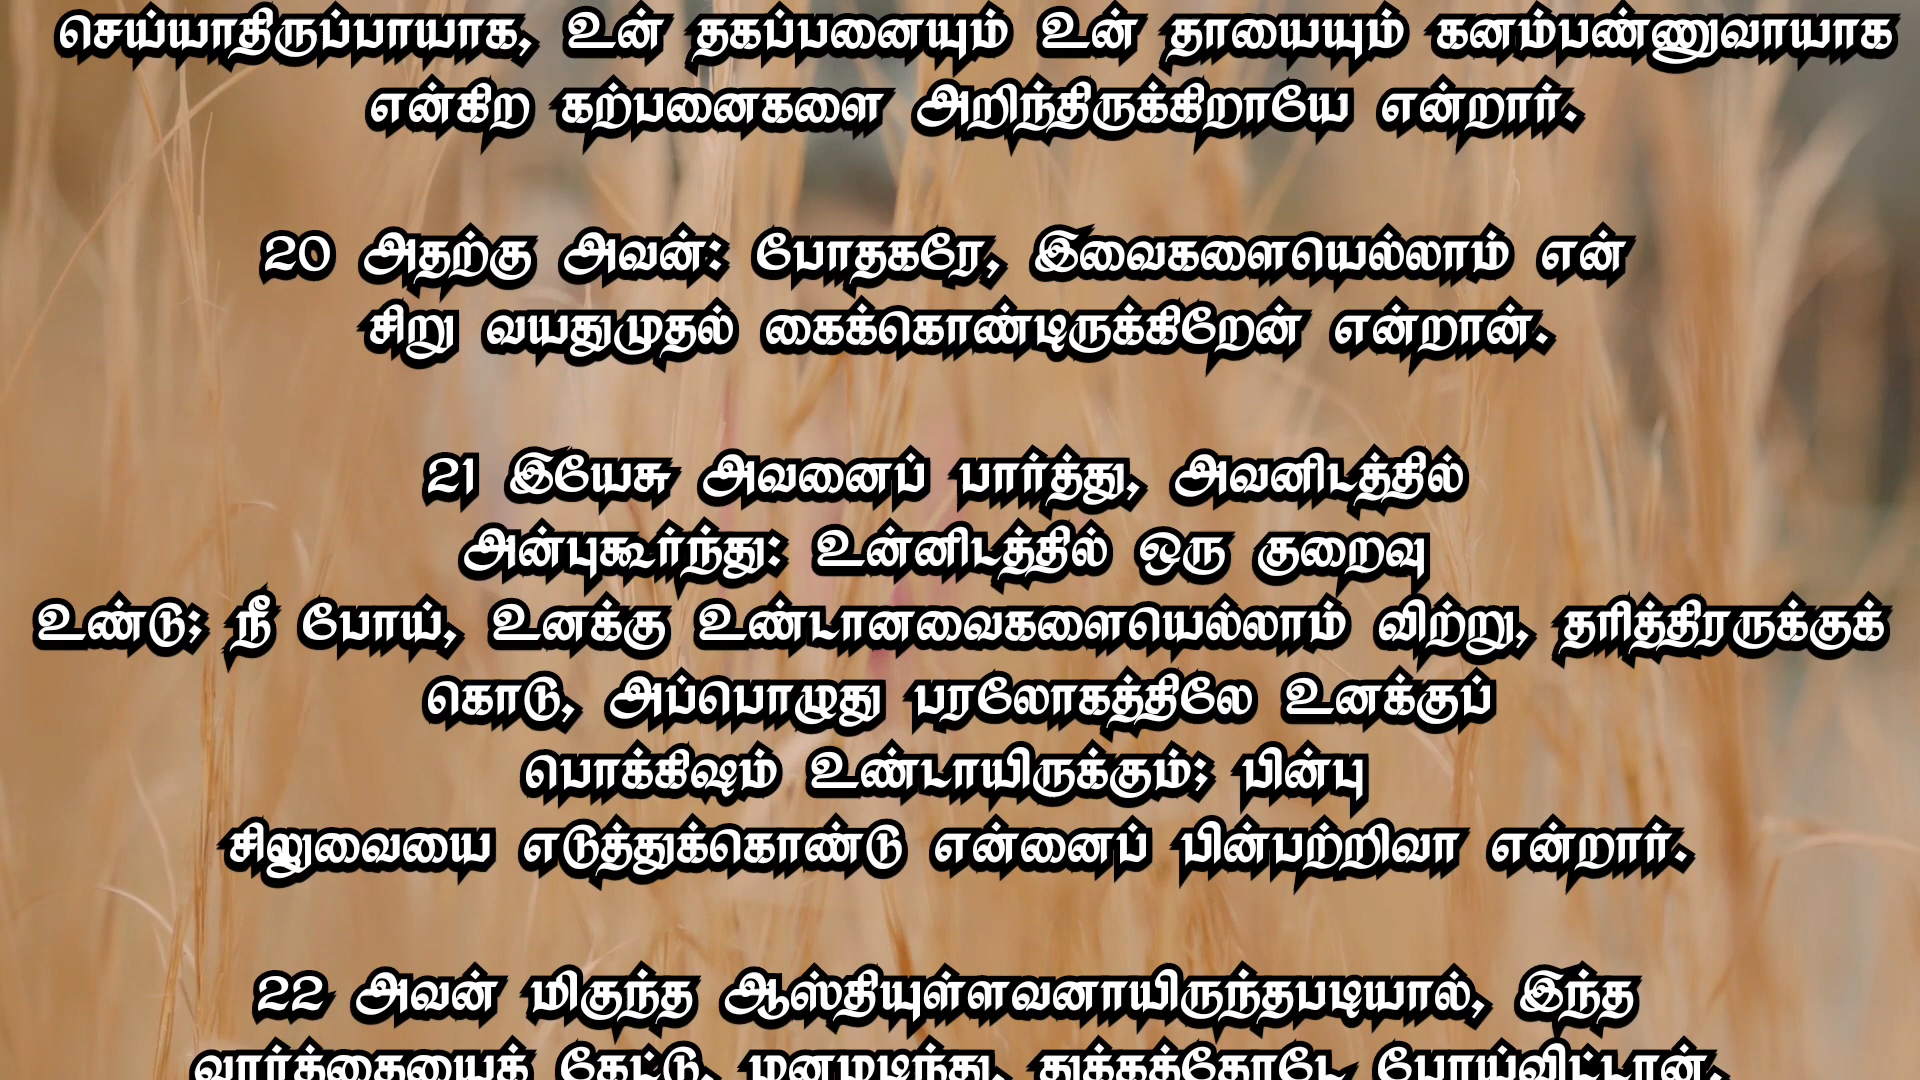 செய்யாதிருப்பாயாக, உன் தகப்பனையும் உன் தாயையும் கனம்பண்ணுவாயாக
என்கிற கற்பனைகளை அறிந்திருக்கிறாயே என்றார்.
20 அதற்கு அவன்: போதகரே, இவைகளையெல்லாம் என்
சிறு வயதுமுதல் கைக்கொண்டிருக்கிறேன் என்றான்.
21 இயேசு அவனைப் பார்த்து, அவனிடத்தில்
அன்புகூர்ந்து: உன்னிடத்தில் ஒரு குறைவு
உண்டு; நீ போய், உனக்கு உண்டானவைகளையெல்லாம் விற்று, தரித்திரருக்குக்
கொடு, அப்பொழுது பரலோகத்திலே உனக்குப்
பொக்கிஷம் உண்டாயிருக்கும்; பின்பு
சிலுவையை எடுத்துக்கொண்டு என்னைப் பின்பற்றிவா என்றார்.
22 அவன் மிகுந்த ஆஸ்தியுள்ளவனாயிருந்தபடியால், இந்த
வார்த்தையைக் கேட்டு, மனமடிந்து, துக்கத்தோடே போய்விட்டான்.